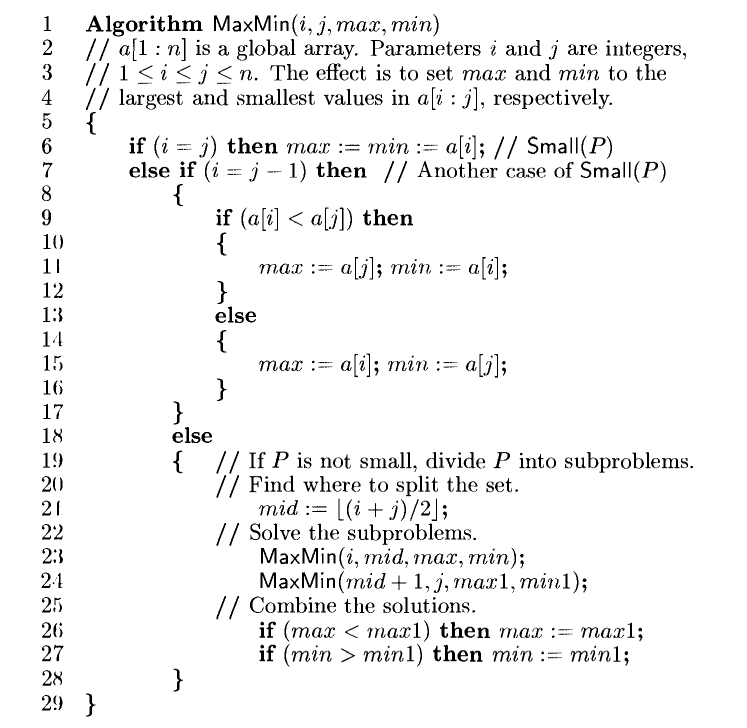 1 Algorithm MaxMin(i, j, max, min)
2 // a[1 : n] is a global array. Parameters i and j are integers,
3 // 1 ≤ i ≤ j ≤ n. The effect is to set max and min to the
4 // largest and smallest values in a[i : j], respectively.
5 {
6 if (i = j) then max := min := a[i]; // Small(P)
7 else if (i = j − 1) then // Another case of Small(P)
8 {
9 if (a[i] < a[j]) then
10 {
11 max := a[j]; min := a[i];
12 }
13 else
14 {
15 max := a[i]; min := a[j];
16 }
17 }
18 else
19 { // If P is not small, divide P into subproblems.
20 // Find where to split the set.
21 mid := ⌊(i + j)/2⌋;
22 // Solve the subproblems.
23 MaxMin(i, mid, max, min);
24 MaxMin(mid + 1, j, max1, min1);
25 // Combine the solutions.
26 if (max < max1) then max := max1;
27 if (min > min1) then min := min1;
28 }
29 }